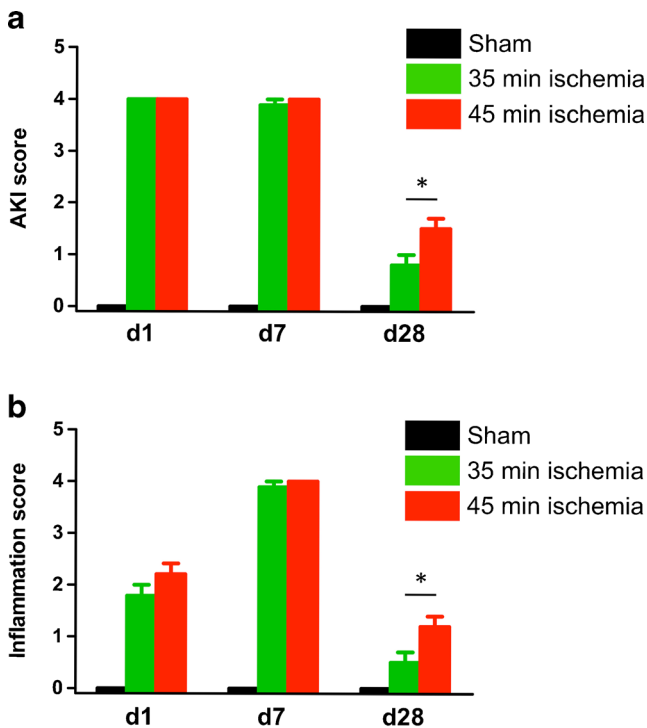 a
5
4
3
2
1
0
AKI score
Sham
35 min ischemia
45 min ischemia
*
d1 d7 d28
b
5
4
3
2
1
0
Inflammation score
Sham
35 min ischemia
45 min ischemia
*
d1 d7 d28